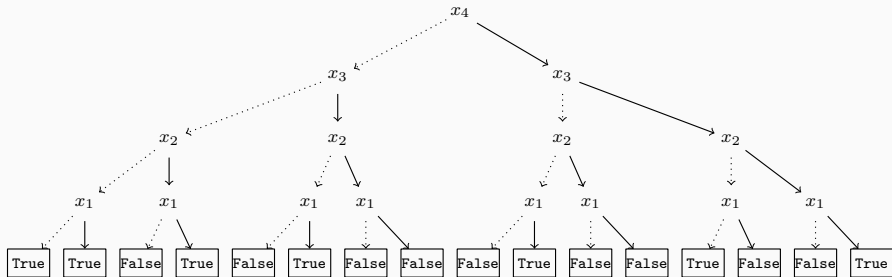 x₄
x₃ x₃
x₂ x₂ x₂ x₂
x₁ x₁ x₁ x₁ x₁ x₁ x₁ x₁
True True False True False True False False False True False False True False False True